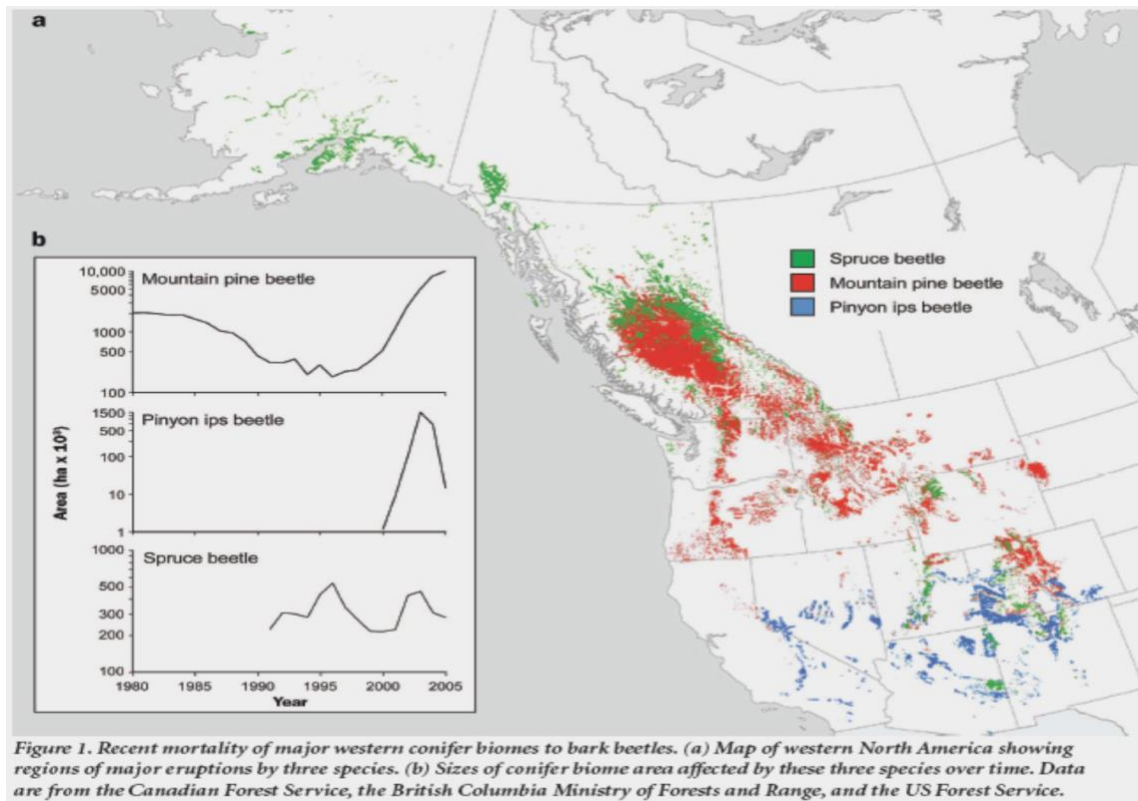 a
b
Spruce beetle
Mountain pine beetle
Pinyon ips beetle
Mountain pine beetle
10,000
5000
1000
500
100
Pinyon ips beetle
1500
500
100
10
1
Spruce beetle
1000
500
300
200
100
Area (ha x 10³)
1980
1985
1990
1995
2000
2005
Year
Figure 1. Recent mortality of major western conifer biomes to bark beetles. (a) Map of western North America showing
regions of major eruptions by three species. (b) Sizes of conifer biome area affected by these three species over time. Data
are from the Canadian Forest Service, the British Columbia Ministry of Forests and Range, and the US Forest Service.